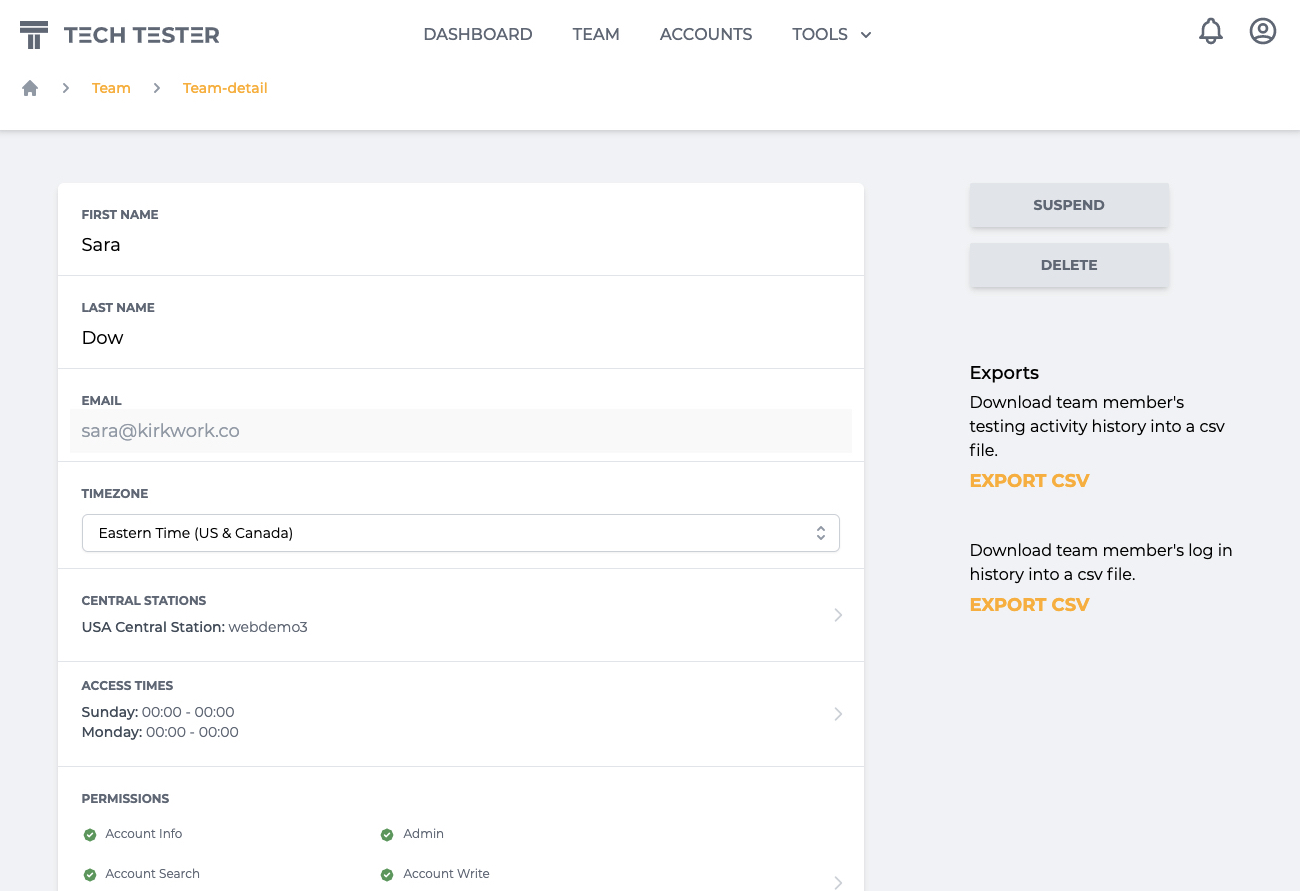 TECH TESTER
DASHBOARD TEAM ACCOUNTS TOOLS
Team Team-detail
FIRST NAME
Sara
LAST NAME
Dow
EMAIL
sara@kirkwork.co
TIMEZONE
Eastern Time (US & Canada)
CENTRAL STATIONS
USA Central Station: webdemo3
ACCESS TIMES
Sunday: 00:00 - 00:00
Monday: 00:00 - 00:00
PERMISSIONS
Account Info Admin
Account Search Account Write
SUSPEND
DELETE
Exports
Download team member's
testing activity history into a csv
file.
EXPORT CSV
Download team member's log in
history into a csv file.
EXPORT CSV